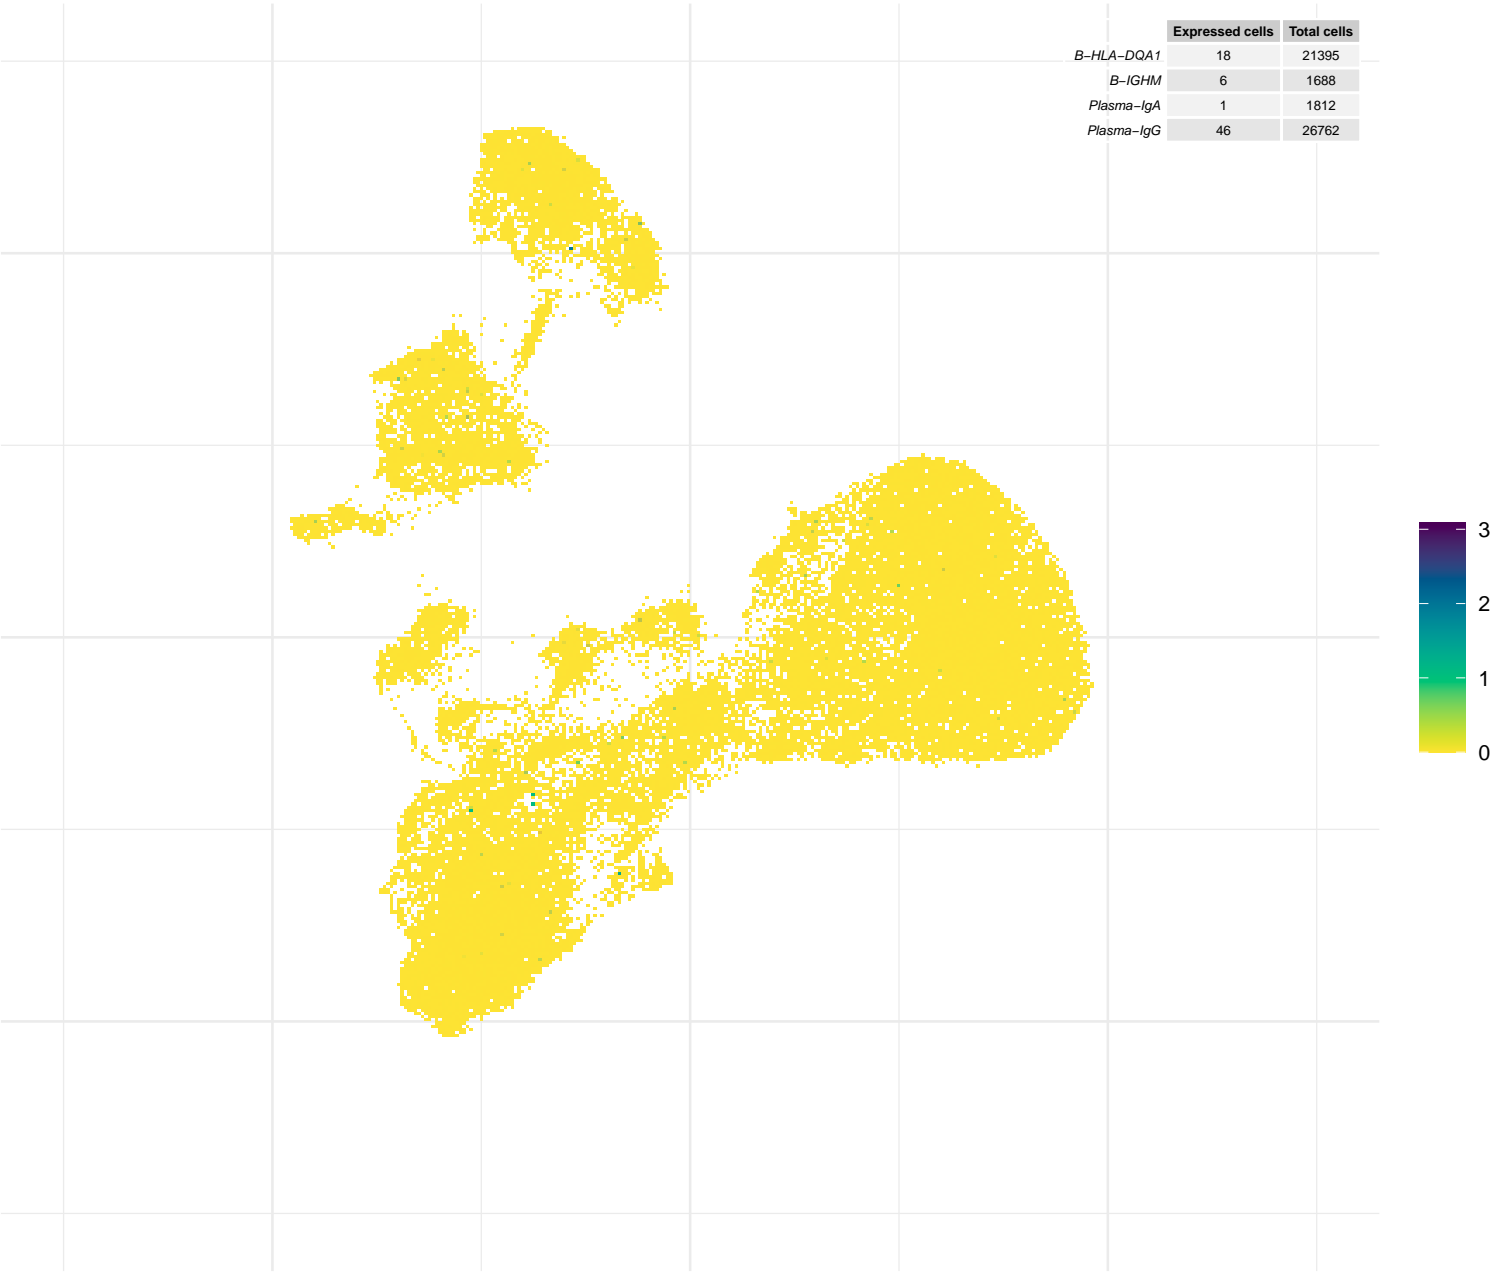 Expressed cells Total cells
B−HLA−DQA1 18 21395
B−IGHM 6 1688
Plasma−IgA 1 1812
Plasma−IgG 46 26762
3
2
1
0